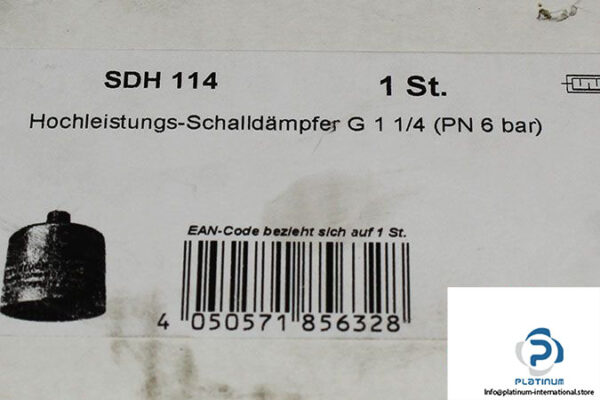 SDH 114 1 St.
Hochleistungs-Schalldämpfer G 1 1/4 (PN 6 bar)
EAN-Code bezieht sich auf 1 St.
4 050571 856328
PLATINUM
Info@platinum-international.store